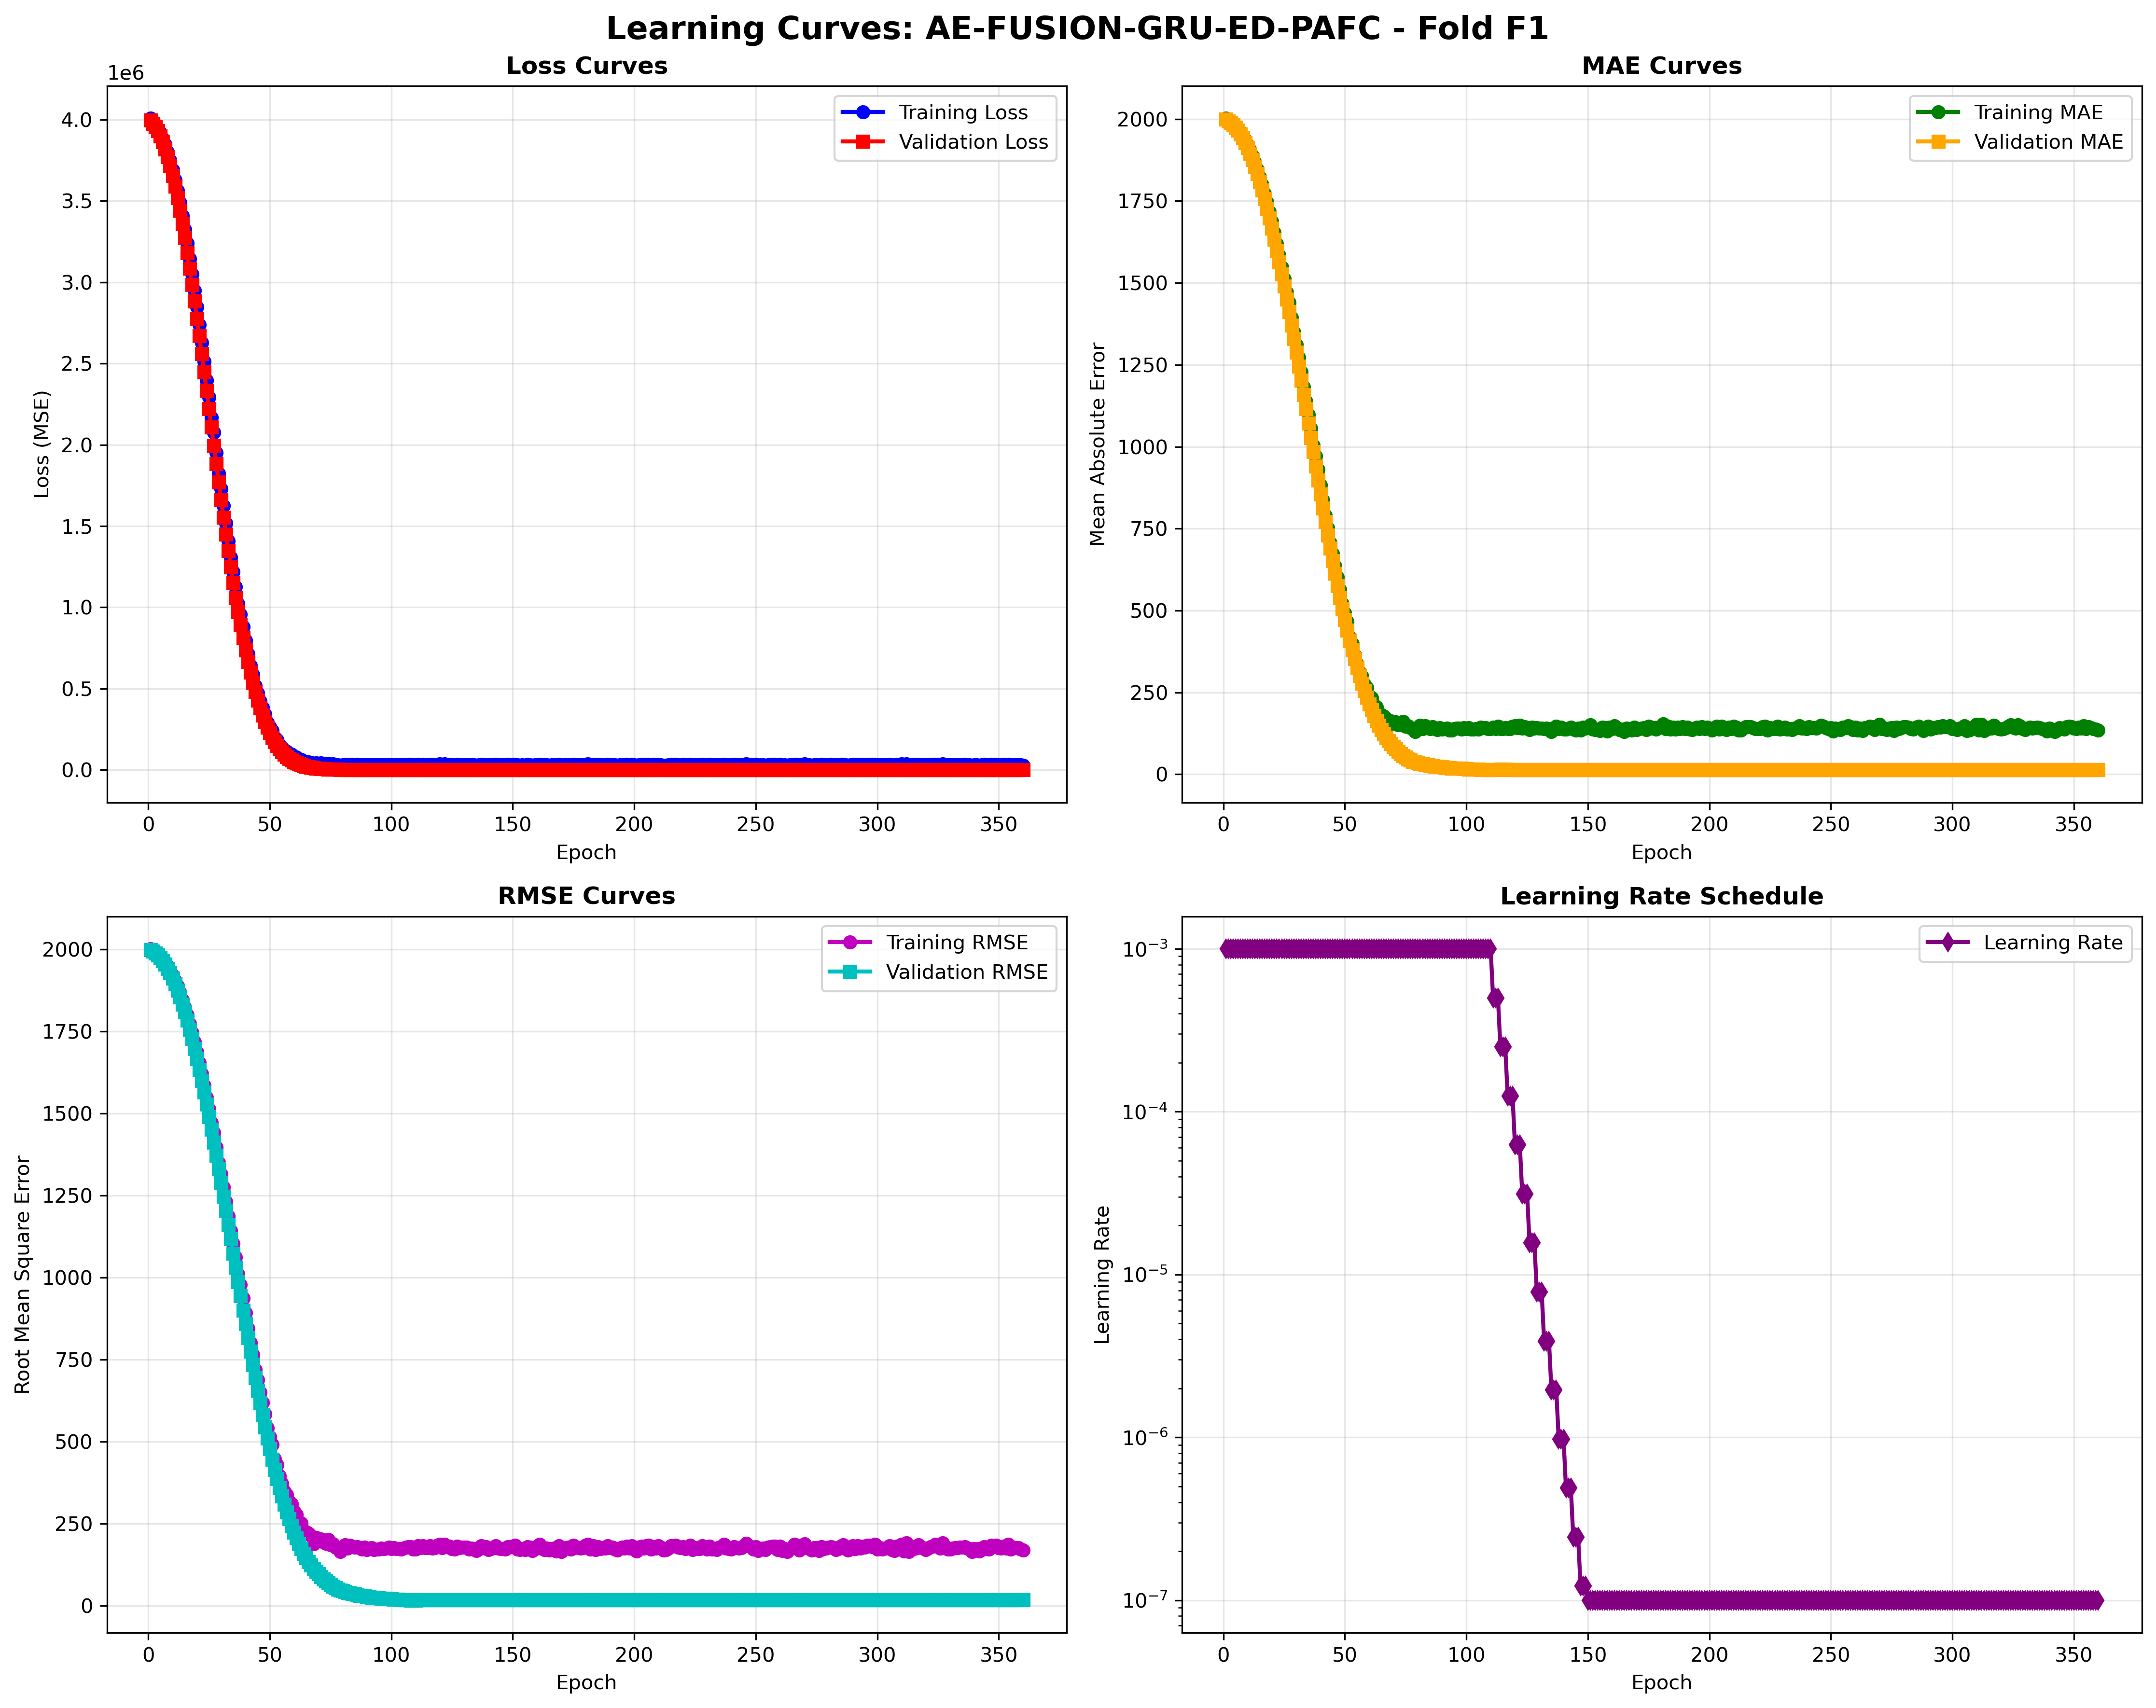 Learning Curves: AE-FUSION-GRU-ED-PAFC - Fold F1
Loss Curves
1e6
Training Loss
Validation Loss
4.0
3.5
3.0
2.5
2.0
1.5
1.0
0.5
0.0
Loss (MSE)
0 50 100 150 200 250 300 350
Epoch
MAE Curves
Training MAE
Validation MAE
2000
1750
1500
1250
1000
750
500
250
0
Mean Absolute Error
0 50 100 150 200 250 300 350
Epoch
RMSE Curves
Training RMSE
Validation RMSE
2000
1750
1500
1250
1000
750
500
250
0
Root Mean Square Error
0 50 100 150 200 250 300 350
Epoch
Learning Rate Schedule
Learning Rate
10⁻³
10⁻⁴
10⁻⁵
10⁻⁶
10⁻⁷
Learning Rate
0 50 100 150 200 250 300 350
Epoch